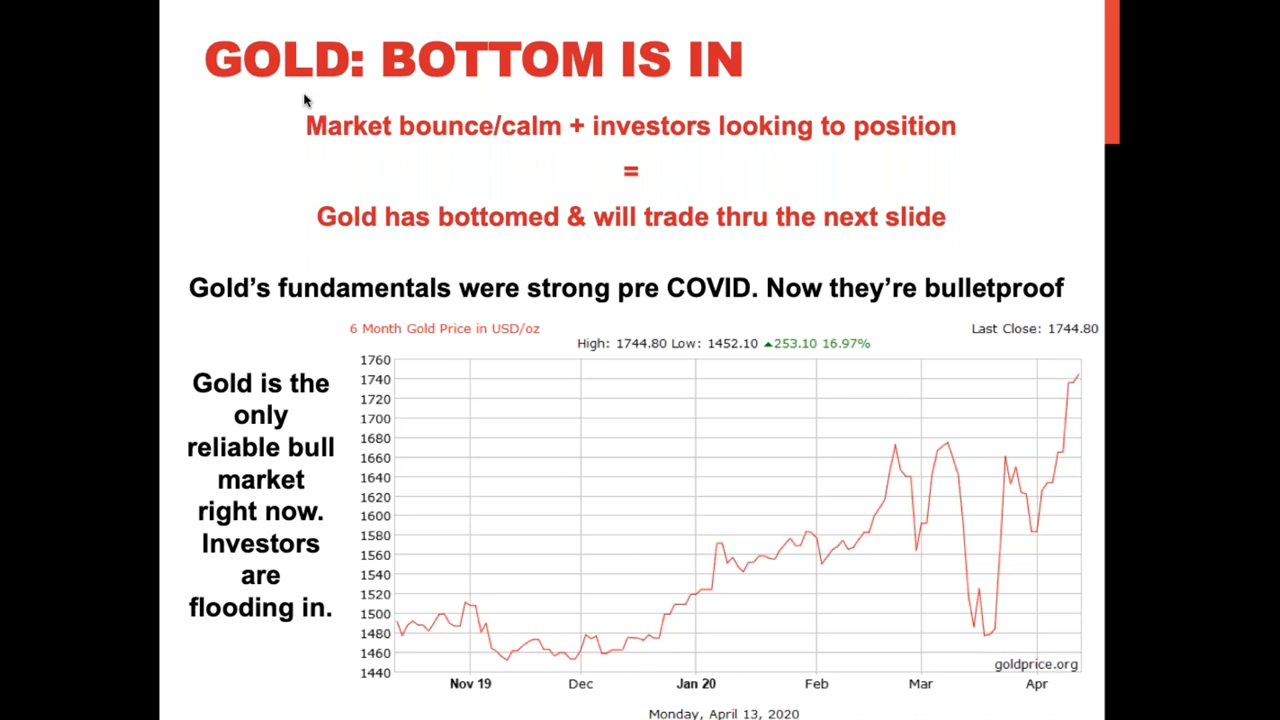 GOLD: BOTTOM IS IN
Market bounce/calm + investors looking to position
=
Gold has bottomed & will trade thru the next slide
Gold’s fundamentals were strong pre COVID. Now they’re bulletproof
Gold is the
only
reliable bull
market
right now.
Investors
are
flooding in.
6 Month Gold Price in USD/oz
Last Close: 1744.80
High: 1744.80 Low: 1452.10 ▲253.10 16.97%
1760
1740
1720
1700
1680
1660
1640
1620
1600
1580
1560
1540
1520
1500
1480
1460
1440
goldprice.org
Nov 19 Dec Jan 20 Feb Mar Apr
Monday, April 13, 2020